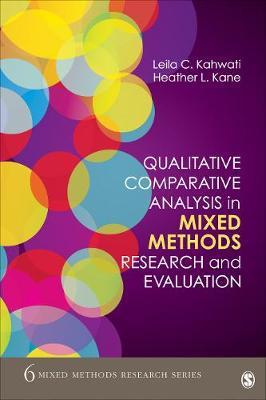 Leila C. Kahwati
Heather L. Kane
QUALITATIVE
COMPARATIVE
ANALYSIS in
MIXED
METHODS
RESEARCH and
EVALUATION
6 MIXED METHODS RESEARCH SERIES
SAGE